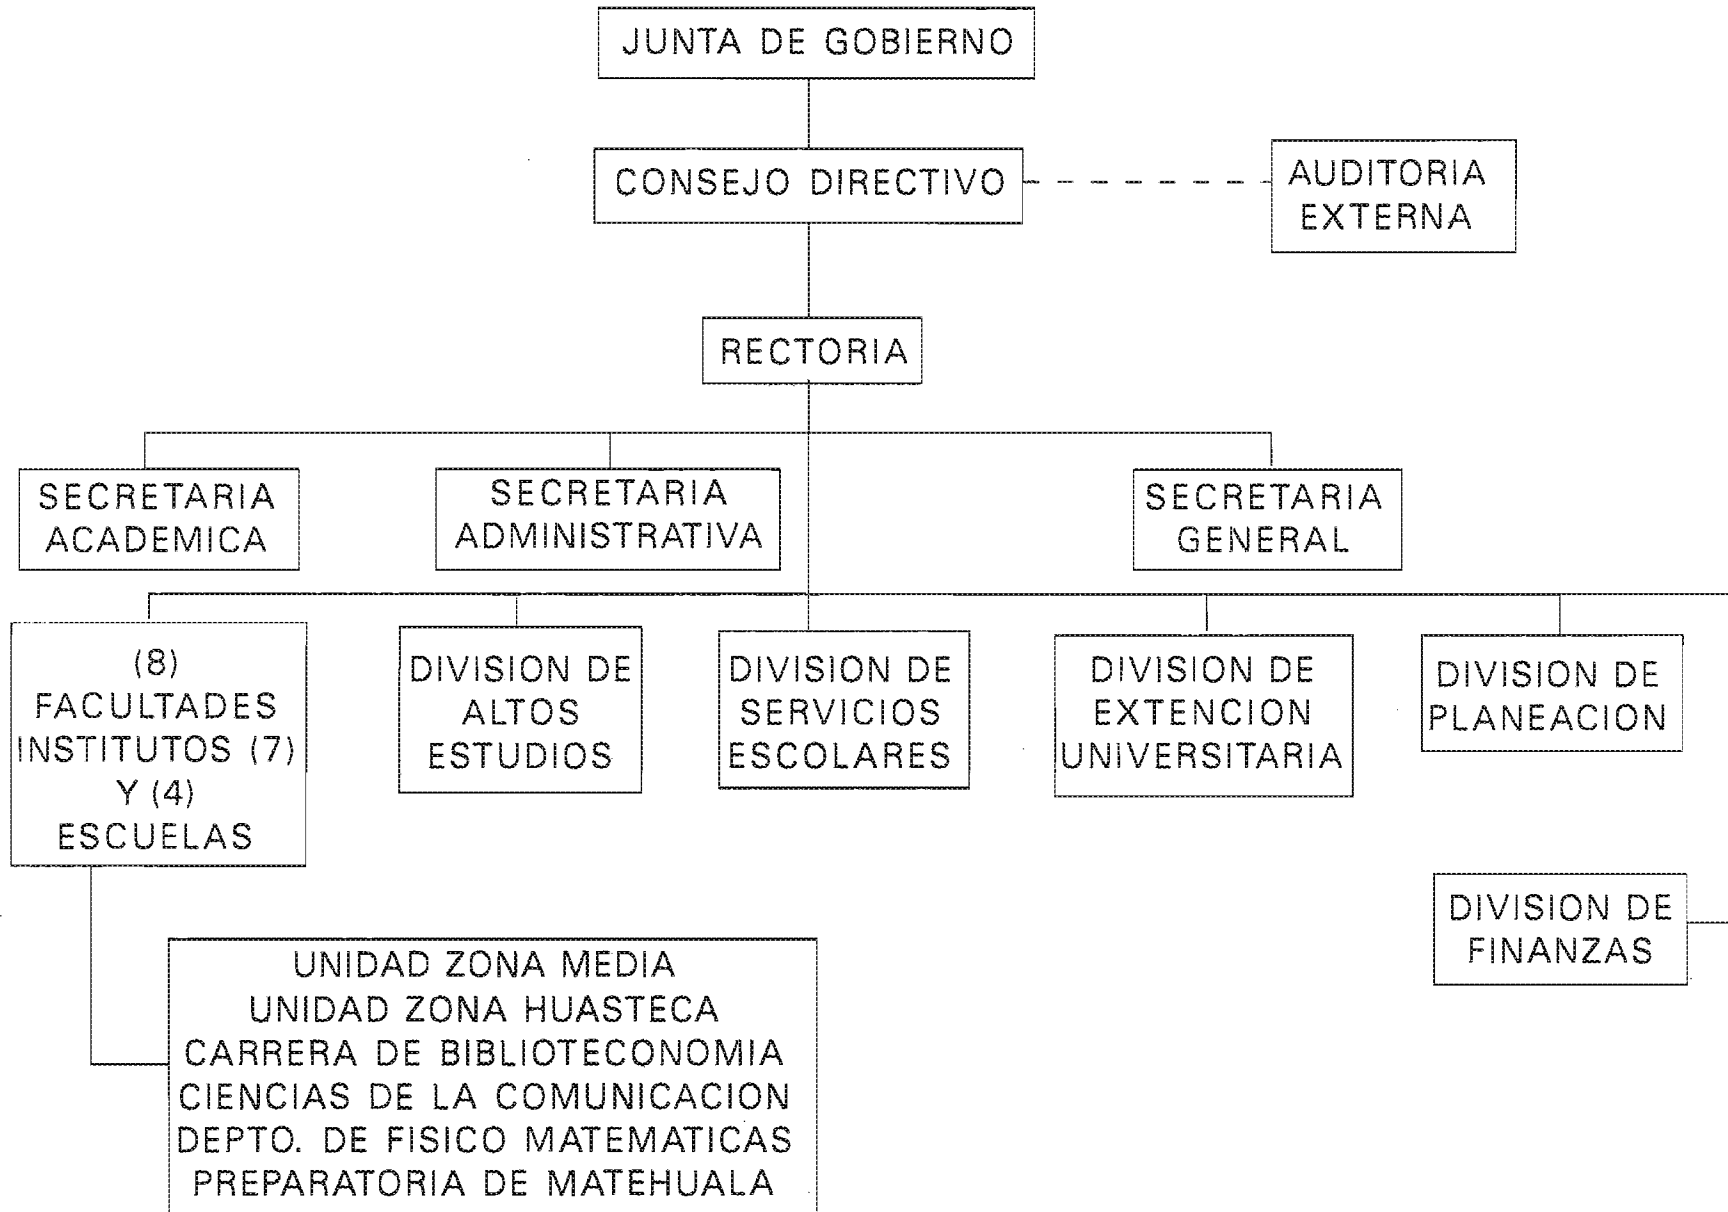 JUNTA DE GOBIERNO
CONSEJO DIRECTIVO
AUDITORIA
EXTERNA
RECTORIA
SECRETARIA
ACADEMICA
SECRETARIA
ADMINISTRATIVA
SECRETARIA
GENERAL
(8)
FACULTADES
INSTITUTOS (7)
Y (4)
ESCUELAS
DIVISION DE
ALTOS
ESTUDIOS
DIVISION DE
SERVICIOS
ESCOLARES
DIVISION DE
EXTENCION
UNIVERSITARIA
DIVISION DE
PLANEACION
DIVISION DE
FINANZAS
UNIDAD ZONA MEDIA
UNIDAD ZONA HUASTECA
CARRERA DE BIBLIOTECONOMIA
CIENCIAS DE LA COMUNICACION
DEPTO. DE FISICO MATEMATICAS
PREPARATORIA DE MATEHUALA